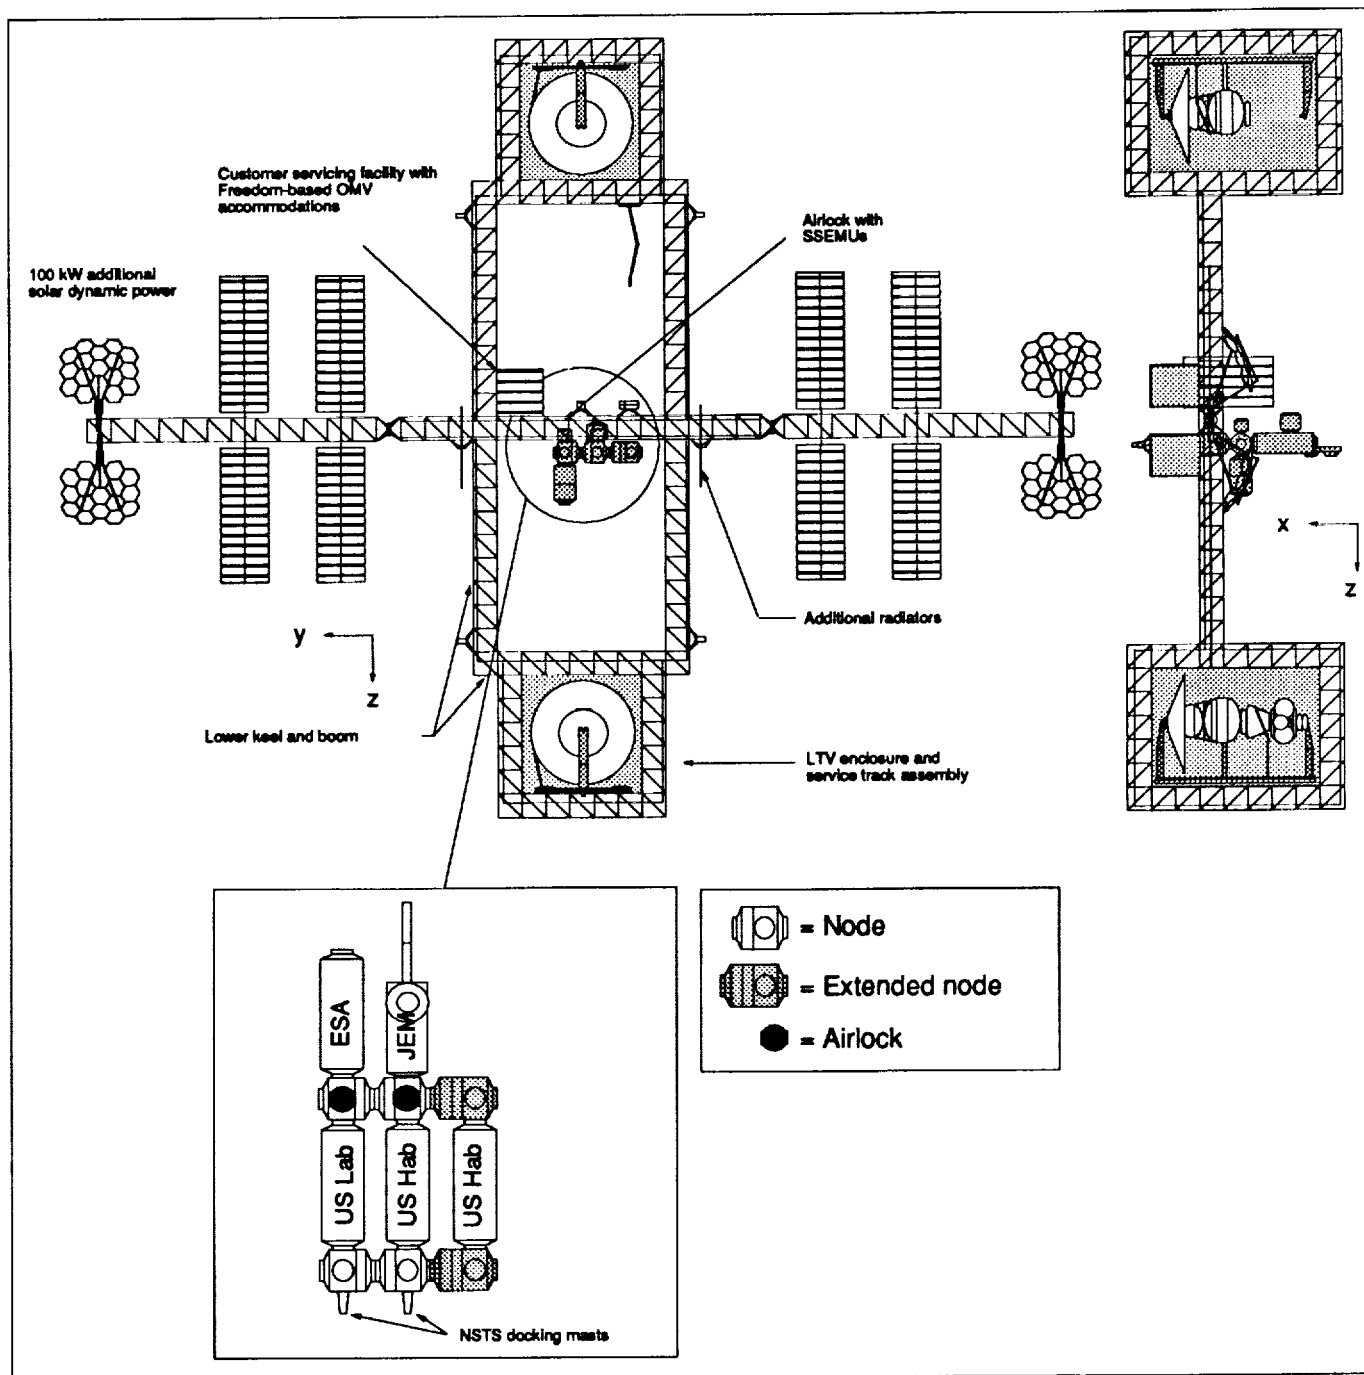 Customer servicing facility with
Freedom-based OMV
accommodations
Airlock with
SSEMUs
100 kW additional
solar dynamic power
x
z
y
z
Additional radiators
Lower keel and boom
LTV enclosure and
service track assembly
ESA
JEM
US Lab
US Hab
US Hab
NSTS docking masts
= Node
= Extended node
= Airlock